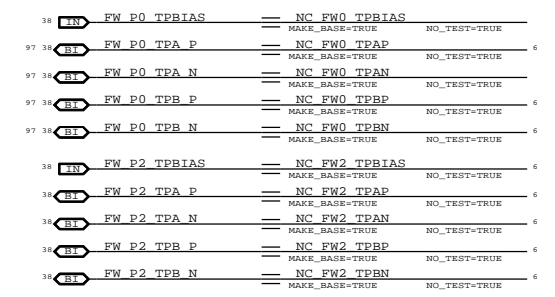 38 IN FW_P0_TPBIAS NC_FW0_TPBIAS
MAKE_BASE=TRUE NO_TEST=TRUE
97 38 BI FW_P0_TPA_P NC_FW0_TPAP 6
MAKE_BASE=TRUE NO_TEST=TRUE
97 38 BI FW_P0_TPA_N NC_FW0_TPAN 6
MAKE_BASE=TRUE NO_TEST=TRUE
97 38 BI FW_P0_TPB_P NC_FW0_TPBP 6
MAKE_BASE=TRUE NO_TEST=TRUE
97 38 BI FW_P0_TPB_N NC_FW0_TPBN 6
MAKE_BASE=TRUE NO_TEST=TRUE
38 IN FW_P2_TPBIAS NC_FW2_TPBIAS 6
MAKE_BASE=TRUE NO_TEST=TRUE
38 BI FW_P2_TPA_P NC_FW2_TPAP 6
MAKE_BASE=TRUE NO_TEST=TRUE
38 BI FW_P2_TPA_N NC_FW2_TPAN 6
MAKE_BASE=TRUE NO_TEST=TRUE
38 BI FW_P2_TPB_P NC_FW2_TPBP 6
MAKE_BASE=TRUE NO_TEST=TRUE
38 BI FW_P2_TPB_N NC_FW2_TPBN 6
MAKE_BASE=TRUE NO_TEST=TRUE